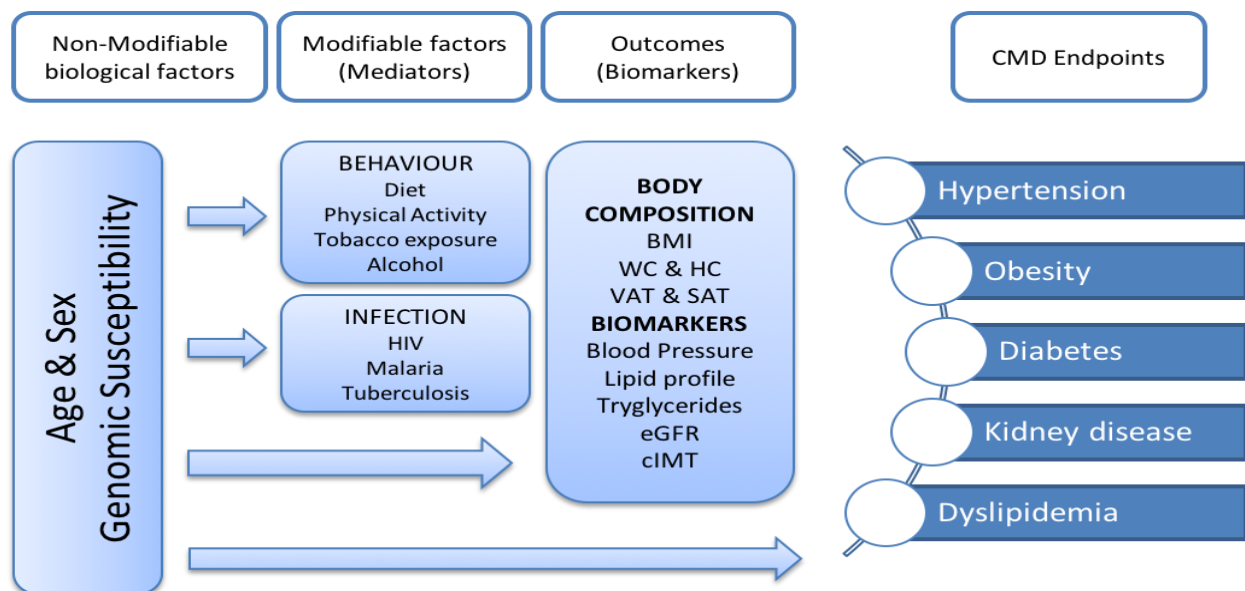 Non-Modifiable
biological factors
Modifiable factors
(Mediators)
Outcomes
(Biomarkers)
CMD Endpoints
Age & Sex
Genomic Susceptibility
BEHAVIOUR
Diet
Physical Activity
Tobacco exposure
Alcohol
INFECTION
HIV
Malaria
Tuberculosis
BODY
COMPOSITION
BMI
WC & HC
VAT & SAT
BIOMARKERS
Blood Pressure
Lipid profile
Tryglycerides
eGFR
cIMT
Hypertension
Obesity
Diabetes
Kidney disease
Dyslipidemia